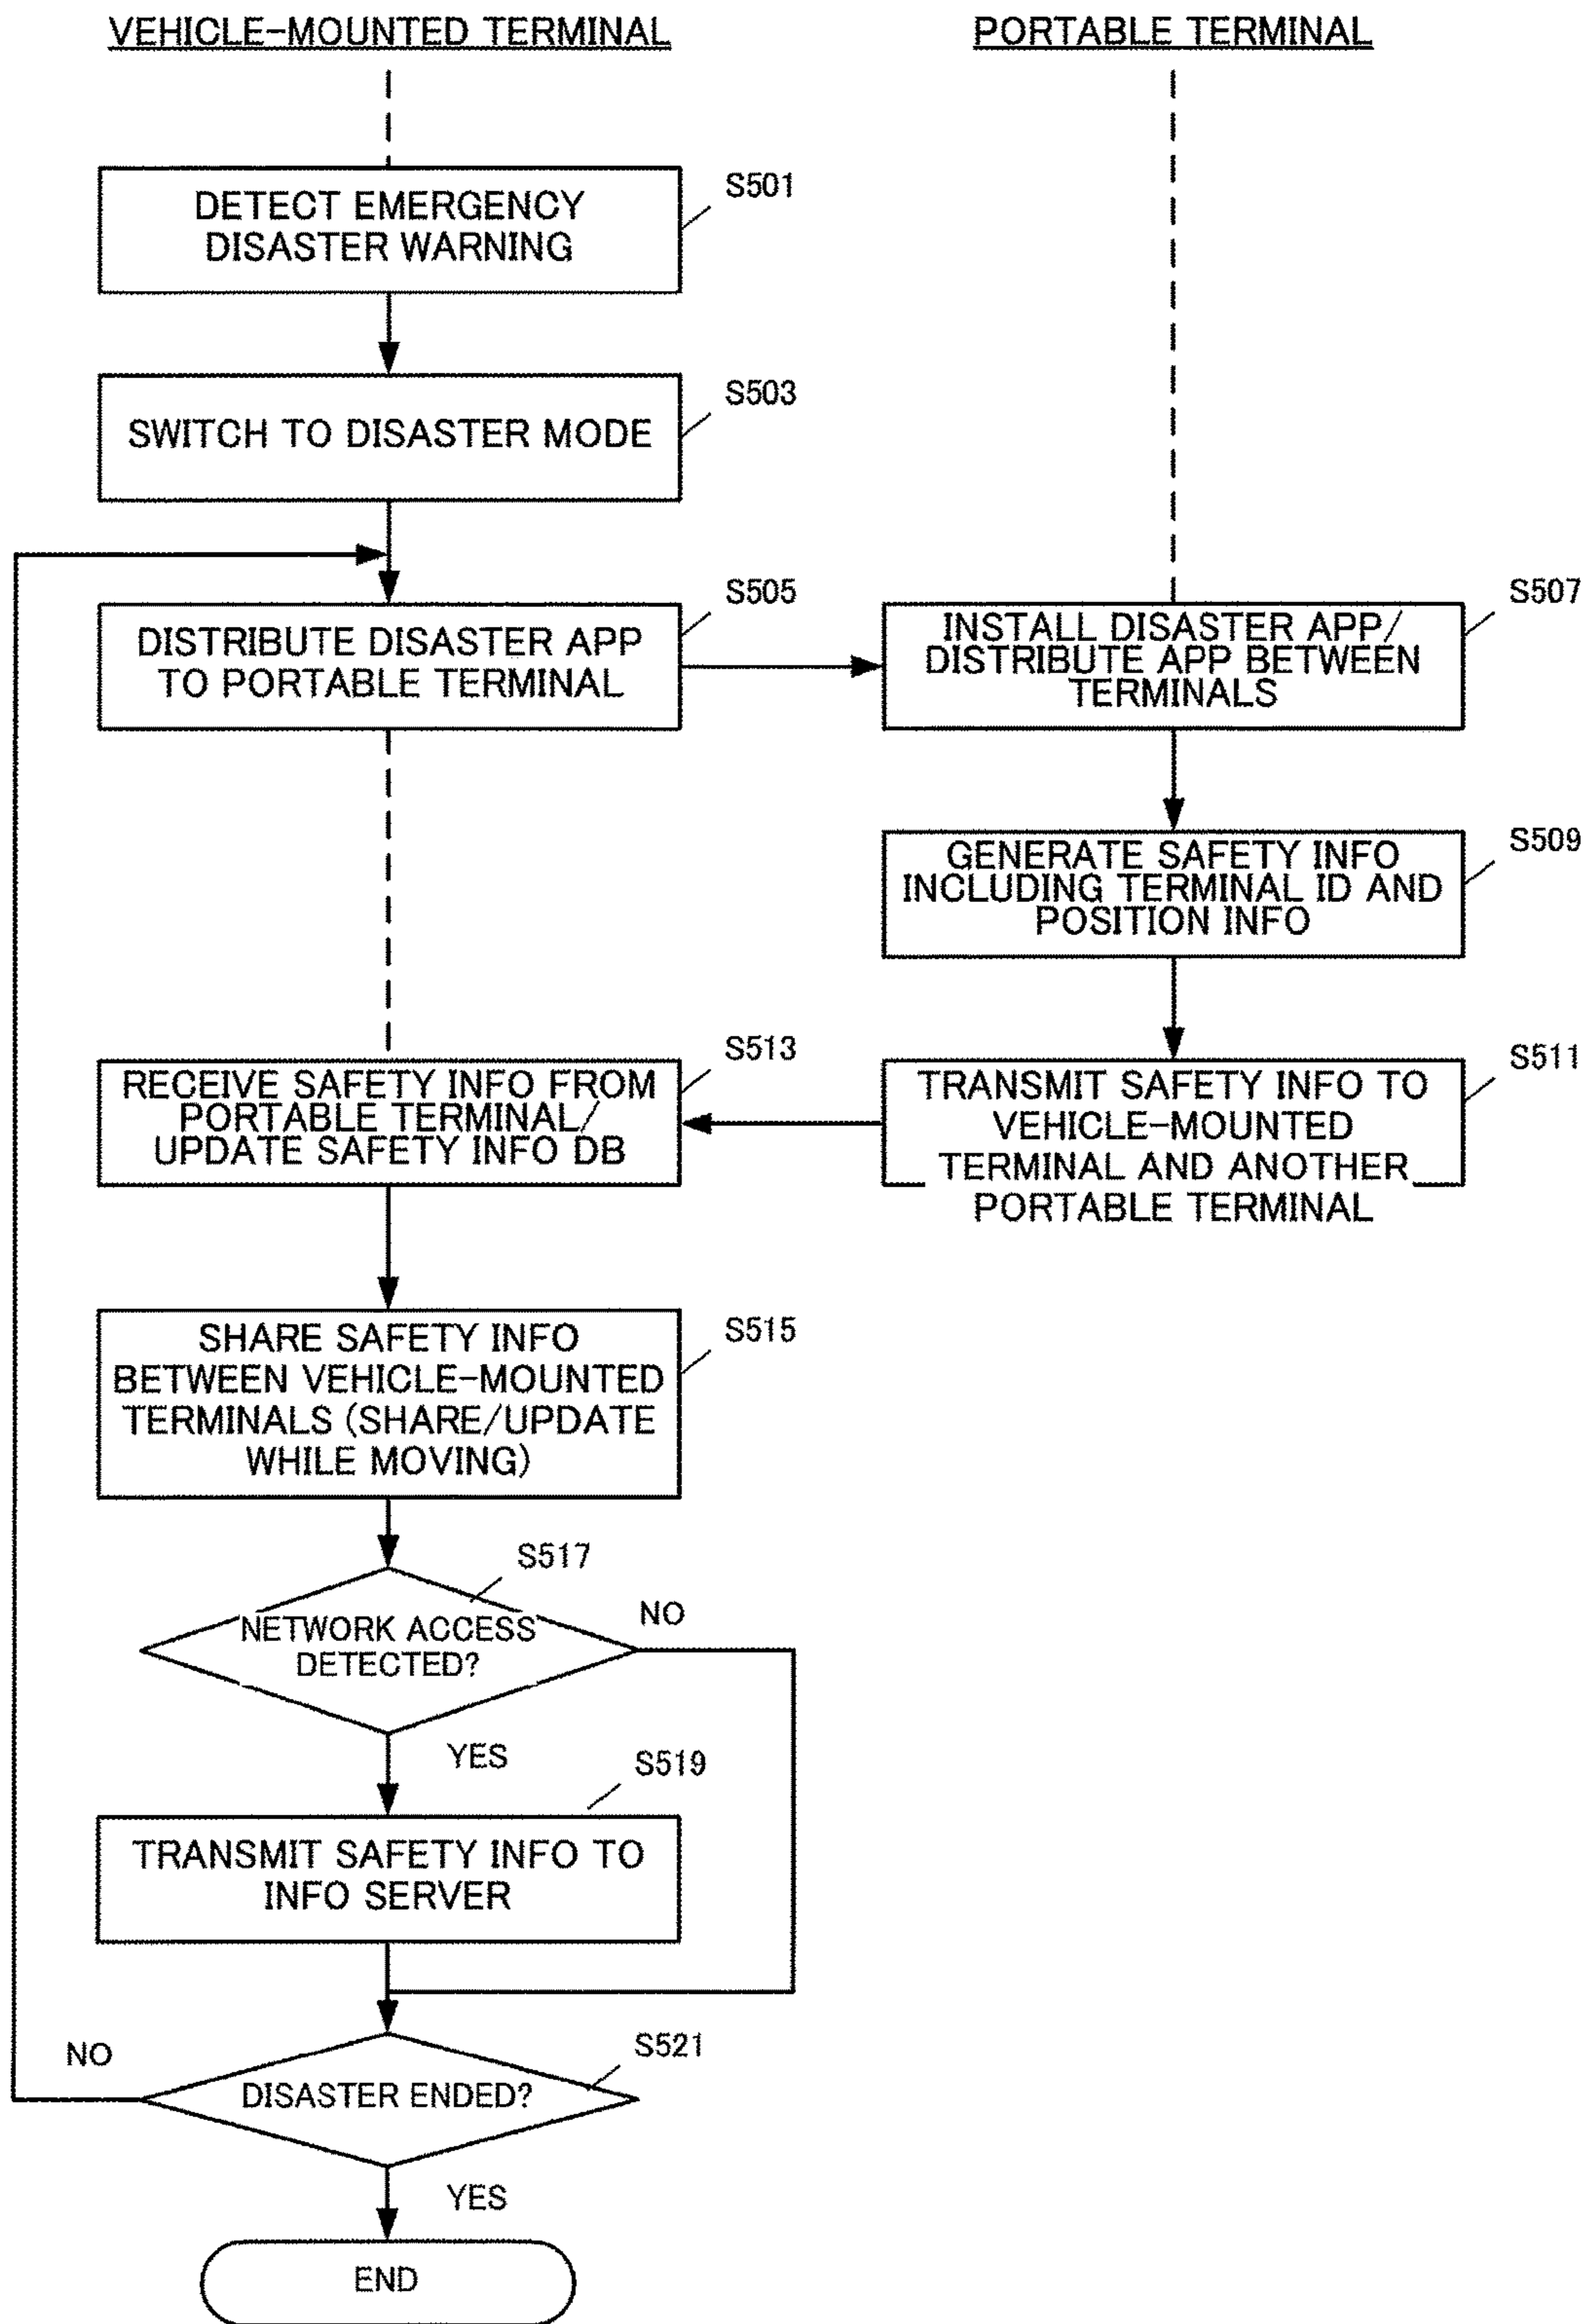 VEHICLE-MOUNTED TERMINAL
PORTABLE TERMINAL
S501
DETECT EMERGENCY
DISASTER WARNING
S503
SWITCH TO DISASTER MODE
S505
DISTRIBUTE DISASTER APP
TO PORTABLE TERMINAL
S507
INSTALL DISASTER APP/
DISTRIBUTE APP BETWEEN
TERMINALS
S509
GENERATE SAFETY INFO
INCLUDING TERMINAL ID AND
POSITION INFO
S511
TRANSMIT SAFETY INFO TO
VEHICLE-MOUNTED
TERMINAL AND ANOTHER
PORTABLE TERMINAL
S513
RECEIVE SAFETY INFO FROM
PORTABLE TERMINAL/
UPDATE SAFETY INFO DB
S515
SHARE SAFETY INFO
BETWEEN VEHICLE-MOUNTED
TERMINALS (SHARE/UPDATE
WHILE MOVING)
S517
NETWORK ACCESS
DETECTED?
NO
YES
S519
TRANSMIT SAFETY INFO TO
INFO SERVER
S521
DISASTER ENDED?
NO
YES
END